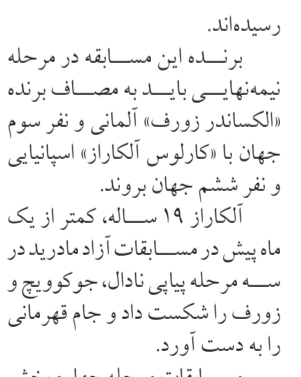 رسیده‌اند.
برنده این مسابقه در مرحله
نیمه‌نهایی باید به مصاف برنده
«الکساندر زورف» آلمانی و نفر سوم
جهان با «کارلوس آلکاراز» اسپانیایی
و نفر ششم جهان بروند.
آلکاراز ۱۹ ساله، کمتر از یک
ماه پیش در مسابقات آزاد مادرید در
سه مرحله پیاپی نادال، جوکوویچ و
زورف را شکست داد و جام قهرمانی
را به دست آورد.